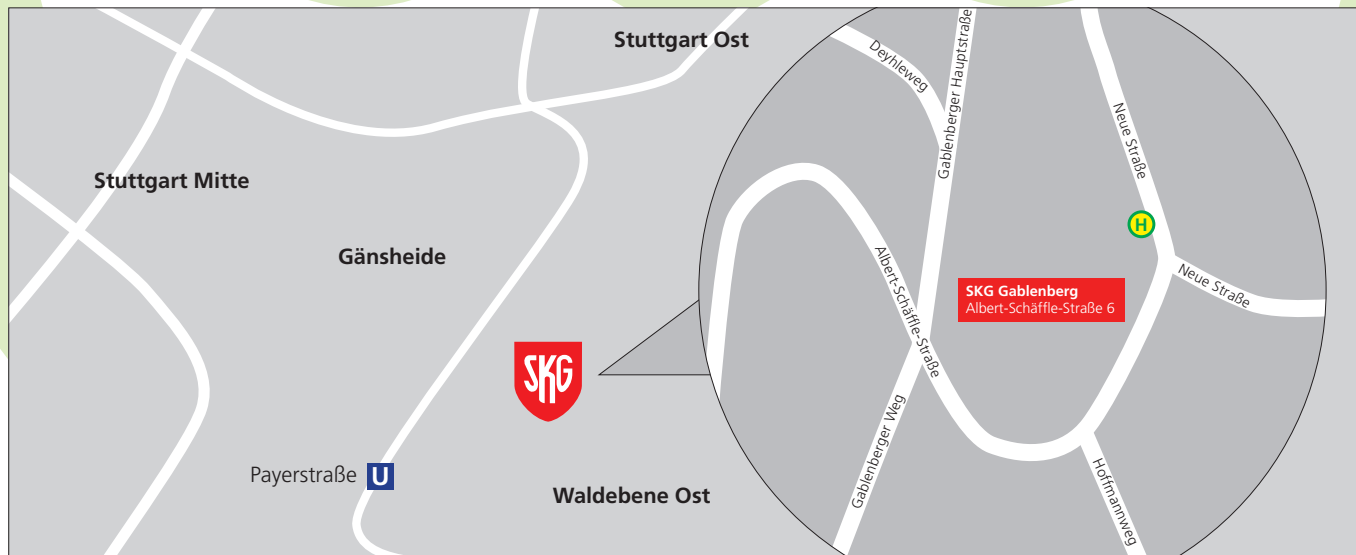 Stuttgart Ost
Stuttgart Mitte
Gänsheide
SKG
Payerstraße U
Waldebene Ost
Deyhleweg
Gablenberger Hauptstraße
Neue Straße
H
Neue Straße
Albert-Schäffle-Straße
SKG Gablenberg
Albert-Schäffle-Straße 6
Gablenberger Weg
Hoffmannweg